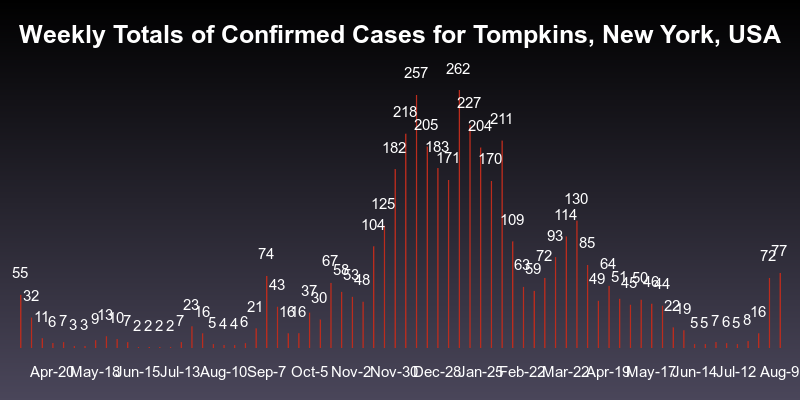 Weekly Totals of Confirmed Cases for Tompkins, New York, USA
55 32 11 6 7 3 3 9 13 10 7 2 2 2 2 7 23 16 5 4 4 6 21 74 43 16 16 37 30 67 58 53 48 104 125 182 218 257 205 183 171 262 227 204 170 211 109 63 59 72 93 114 130 85 49 64 51 45 50 46 44 22 19 5 5 7 6 5 8 16 72 77
Apr-20 May-18 Jun-15 Jul-13 Aug-10 Sep-7 Oct-5 Nov-2 Nov-30 Dec-28 Jan-25 Feb-22 Mar-22 Apr-19 May-17 Jun-14 Jul-12 Aug-9